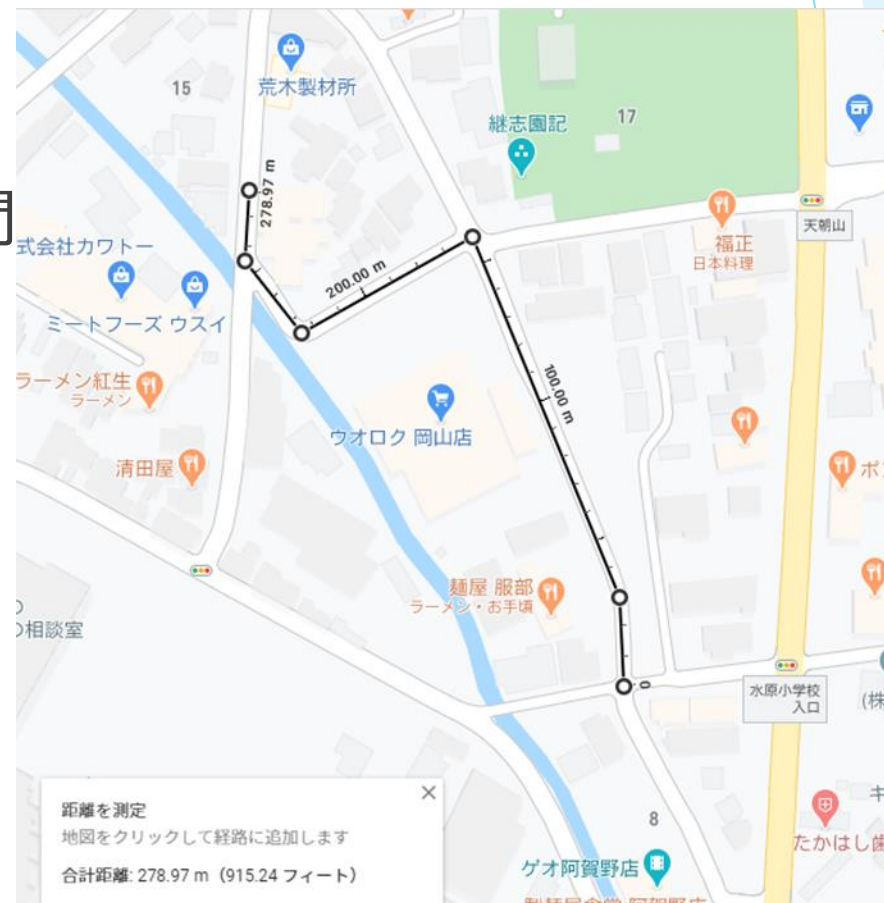 荒木製材所
15
継志園記
17
278.97 m
天朝山
福正
日本料理
式会社カワトー
200.00 m
ミートフーズ ウスイ
ラーメン紅生
ラーメン
100.00 m
ウオロク 岡山店
清田屋
ポ
麺屋 服部
ラーメン・お手頃
の相談室
0
水原小学校
入口
(株
距離を測定
地図をクリックして経路に追加します
合計距離: 278.97 m（915.24 フィート）
8
キ
たかはし歯
ゲオ阿賀野店